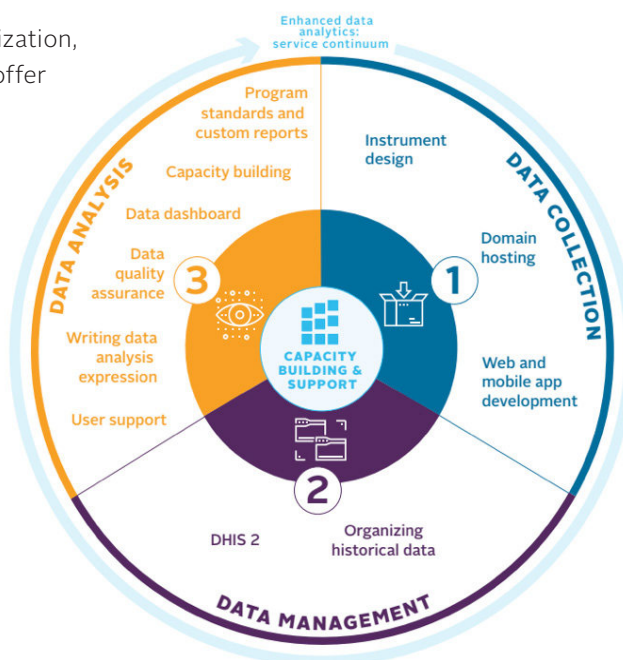 ization,
offer
Enhanced data
analytics:
service continuum
Program
standards and
custom reports
Capacity building
Data dashboard
Data
quality
assurance
Writing data
analysis
expression
User support
DATA ANALYSIS
3
Instrument
design
Domain
hosting
Web and
mobile app
development
DATA COLLECTION
1
CAPACITY
BUILDING &
SUPPORT
2
DHIS 2
Organizing
historical data
DATA MANAGEMENT